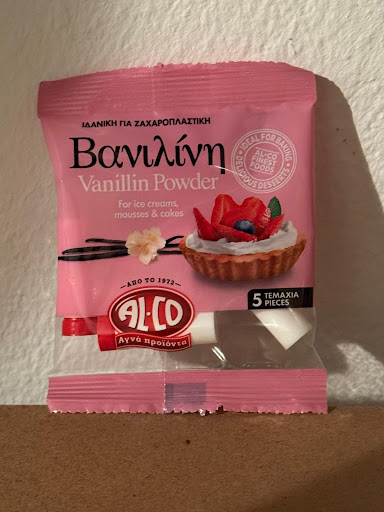 ΙΔΑΝΙΚΗ ΓΙΑ ΖΑΧΑΡΟΠΛΑΣΤΙΚΗ
Βανιλίνη
Vanillin Powder
For ice creams,
mousses & cakes
IDEAL FOR BAKING
AL·CO
FINEST
FOODS
DELICIOUS DESSERTS
5 ΤΕΜΑΧΙΑ
PIECES
ΑΠΟ ΤΟ 1972
AL·CO
Αγνά προϊόντα